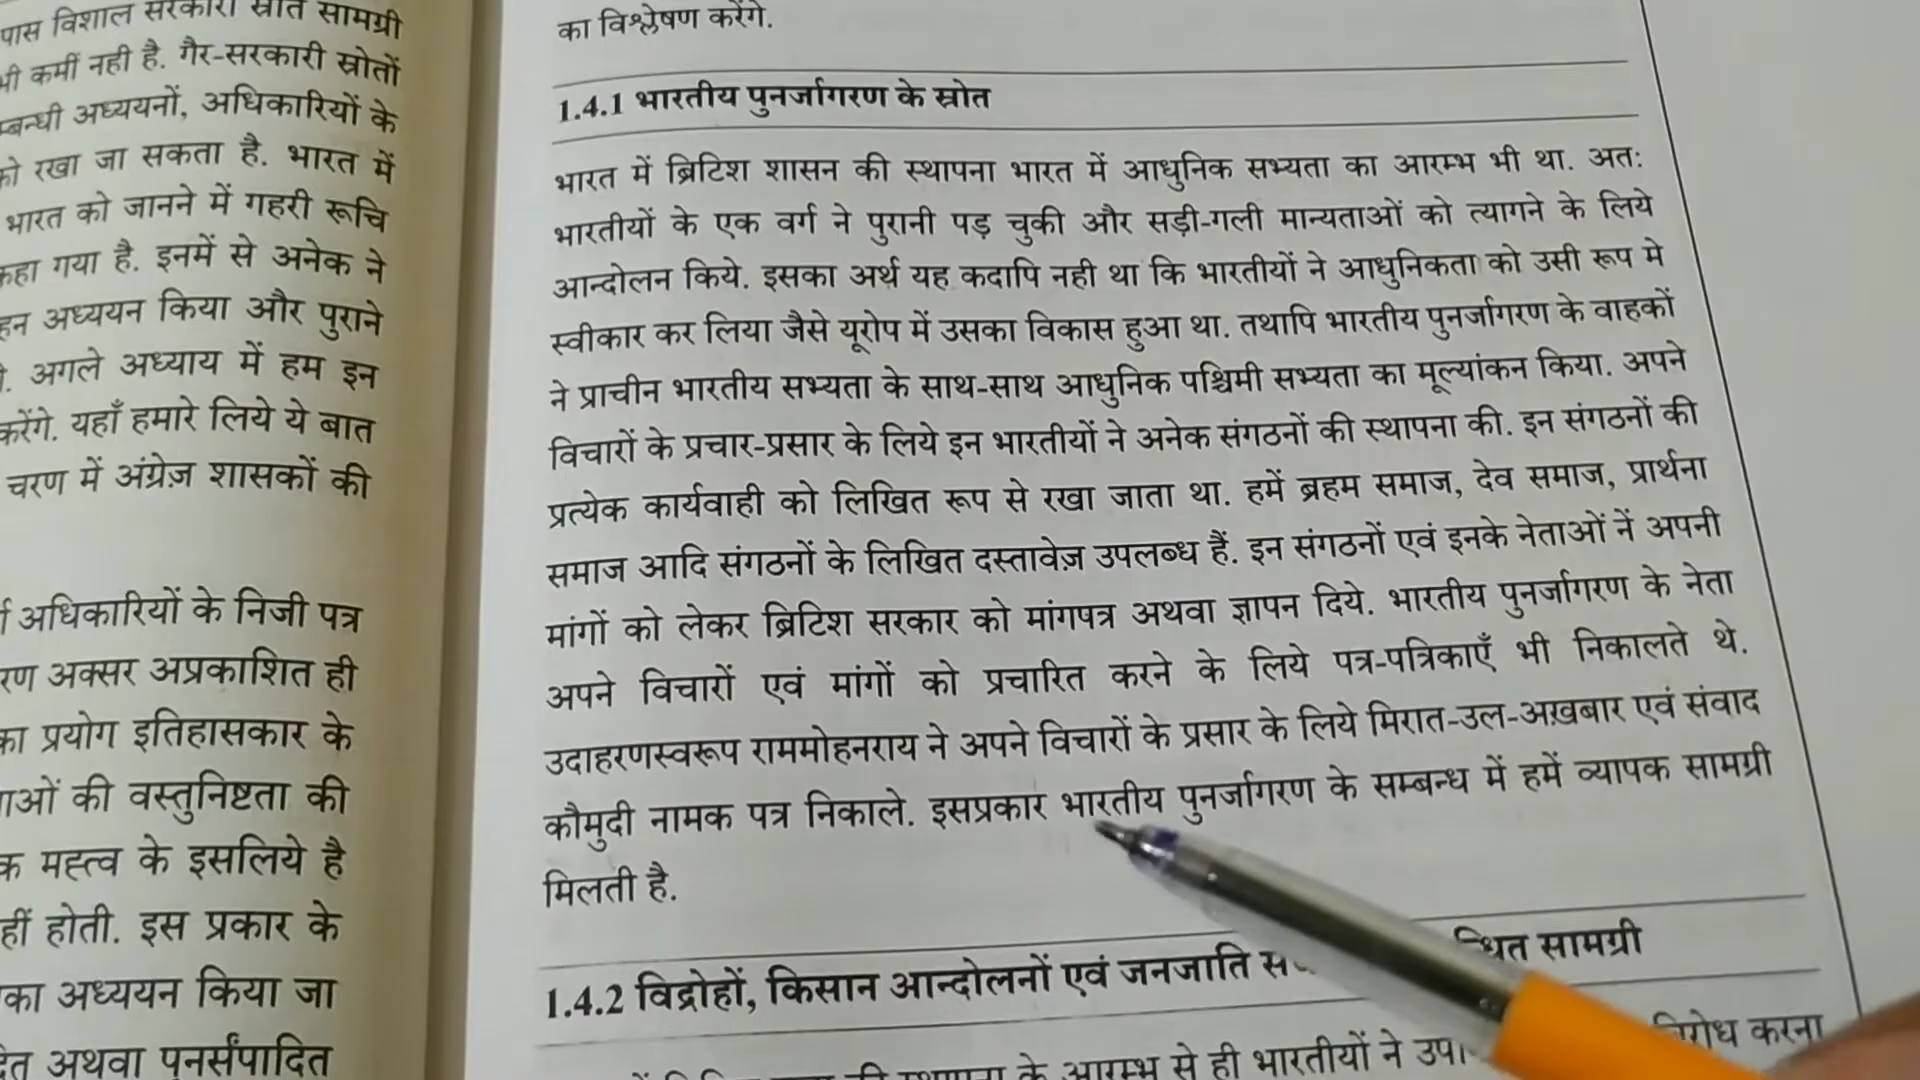 पास विशाल सरकारी स्रोत सामग्री
भी कमीं नही है. गैर-सरकारी स्रोतों
अध्ययनों, अधिकारियों के
को रखा जा सकता है. भारत में
भारत को जानने में गहरी रूचि
कहा गया है. इनमें से अनेक ने
अध्ययन किया और पुराने
अगले अध्याय में हम इन
करेंगे. यहाँ हमारे लिये ये बात
चरण में अंग्रेज़ शासकों की
अधिकारियों के निजी पत्र
अक्सर अप्रकाशित ही
का प्रयोग इतिहासकार के
की वस्तुनिष्टता की
महत्व के इसलिये है
होती. इस प्रकार के
का अध्ययन किया जा
अथवा पुनर्संपादित
का विश्लेषण करेंगे.
1.4.1 भारतीय पुनर्जागरण के स्रोत
भारत में ब्रिटिश शासन की स्थापना भारत में आधुनिक सभ्यता का आरम्भ भी था. अतः
भारतीयों के एक वर्ग ने पुरानी पड़ चुकी और सड़ी-गली मान्यताओं को त्यागने के लिये
आन्दोलन किये. इसका अर्थ यह कदापि नही था कि भारतीयों ने आधुनिकता को उसी रूप मे
स्वीकार कर लिया जैसे यूरोप में उसका विकास हुआ था. तथापि भारतीय पुनर्जागरण के वाहकों
ने प्राचीन भारतीय सभ्यता के साथ-साथ आधुनिक पश्चिमी सभ्यता का मूल्यांकन किया. अपने
विचारों के प्रचार-प्रसार के लिये इन भारतीयों ने अनेक संगठनों की स्थापना की. इन संगठनों की
प्रत्येक कार्यवाही को लिखित रूप से रखा जाता था. हमें ब्रहम समाज, देव समाज, प्रार्थना
समाज आदि संगठनों के लिखित दस्तावेज़ उपलब्ध हैं. इन संगठनों एवं इनके नेताओं नें अपनी
मांगों को लेकर ब्रिटिश सरकार को मांगपत्र अथवा ज्ञापन दिये. भारतीय पुनर्जागरण के नेता
अपने विचारों एवं मांगों को प्रचारित करने के लिये पत्र-पत्रिकाएँ भी निकालते थे.
उदाहरणस्वरूप राममोहनराय ने अपने विचारों के प्रसार के लिये मिरात-उल-अख़बार एवं संवाद
कौमुदी नामक पत्र निकाले. इसप्रकार भारतीय पुनर्जागरण के सम्बन्ध में हमें व्यापक सामग्री
मिलती है.
1.4.2 विद्रोहों, किसान आन्दोलनों एवं जनजाति सामग्री
के आरम्भ से ही भारतीयों ने करना